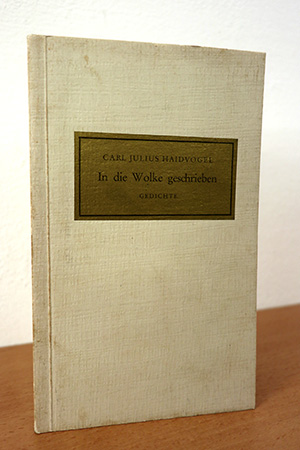 CARL JULIUS HAIDVOGEL
In die Wolke geschrieben
GEDICHTE